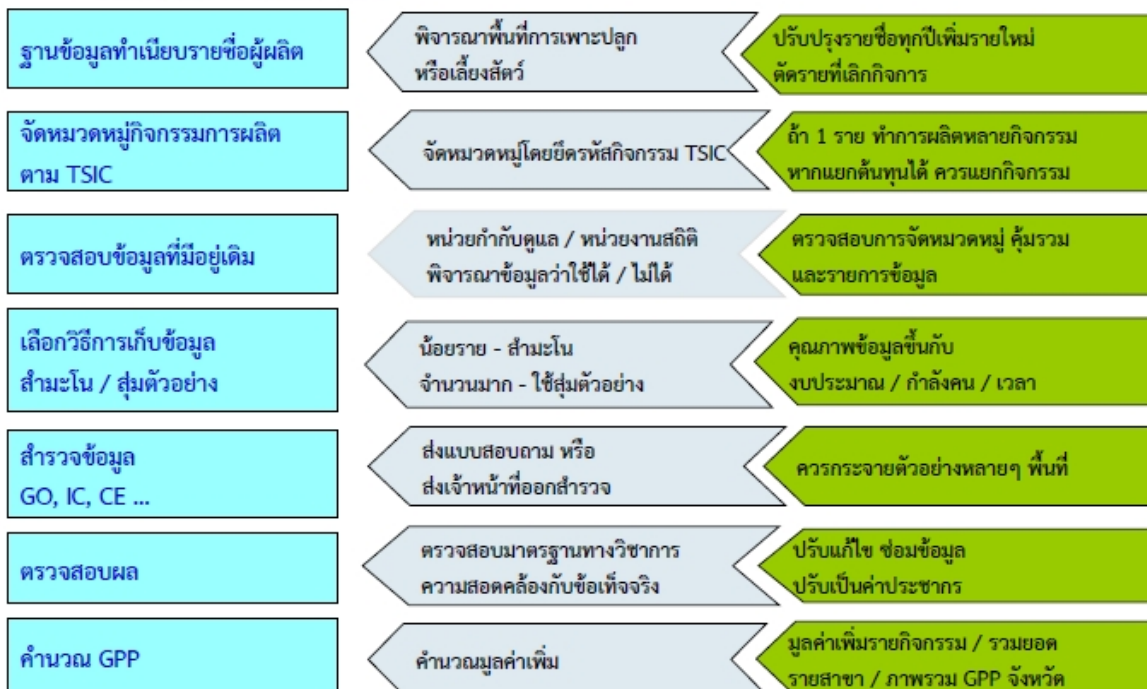 ฐานข้อมูลทำเนียบรายชื่อผู้ผลิต
พิจารณาพื้นที่การเพาะปลูก
หรือเลี้ยงสัตว์
ปรับปรุงรายชื่อทุกปีเพิ่มรายใหม่
ตัดรายที่เลิกกิจการ
จัดหมวดหมู่กิจกรรมการผลิต
ตาม TSIC
จัดหมวดหมู่โดยยึดรหัสกิจกรรม TSIC
ถ้า 1 ราย ทำการผลิตหลายกิจกรรม
หากแยกต้นทุนได้ ควรแยกกิจกรรม
ตรวจสอบข้อมูลที่มีอยู่เดิม
หน่วยกำกับดูแล / หน่วยงานสถิติ
พิจารณาข้อมูลว่าใช้ได้ / ไม่ได้
ตรวจสอบการจัดหมวดหมู่ คุ้มรวม
และรายการข้อมูล
เลือกวิธีการเก็บข้อมูล
สำมะโน / สุ่มตัวอย่าง
น้อยราย - สำมะโน
จำนวนมาก - ใช้สุ่มตัวอย่าง
คุณภาพข้อมูลขึ้นกับ
งบประมาณ / กำลังคน / เวลา
สำรวจข้อมูล
GO, IC, CE ...
ส่งแบบสอบถาม หรือ
ส่งเจ้าหน้าที่ออกสำรวจ
ควรกระจายตัวอย่างหลายๆ พื้นที่
ตรวจสอบผล
ตรวจสอบมาตรฐานทางวิชาการ
ความสอดคล้องกับข้อเท็จจริง
ปรับแก้ไข ซ่อมข้อมูล
ปรับเป็นค่าประชากร
คำนวณ GPP
คำนวณมูลค่าเพิ่ม
มูลค่าเพิ่มรายกิจกรรม / รวมยอด
รายสาขา / ภาพรวม GPP จังหวัด